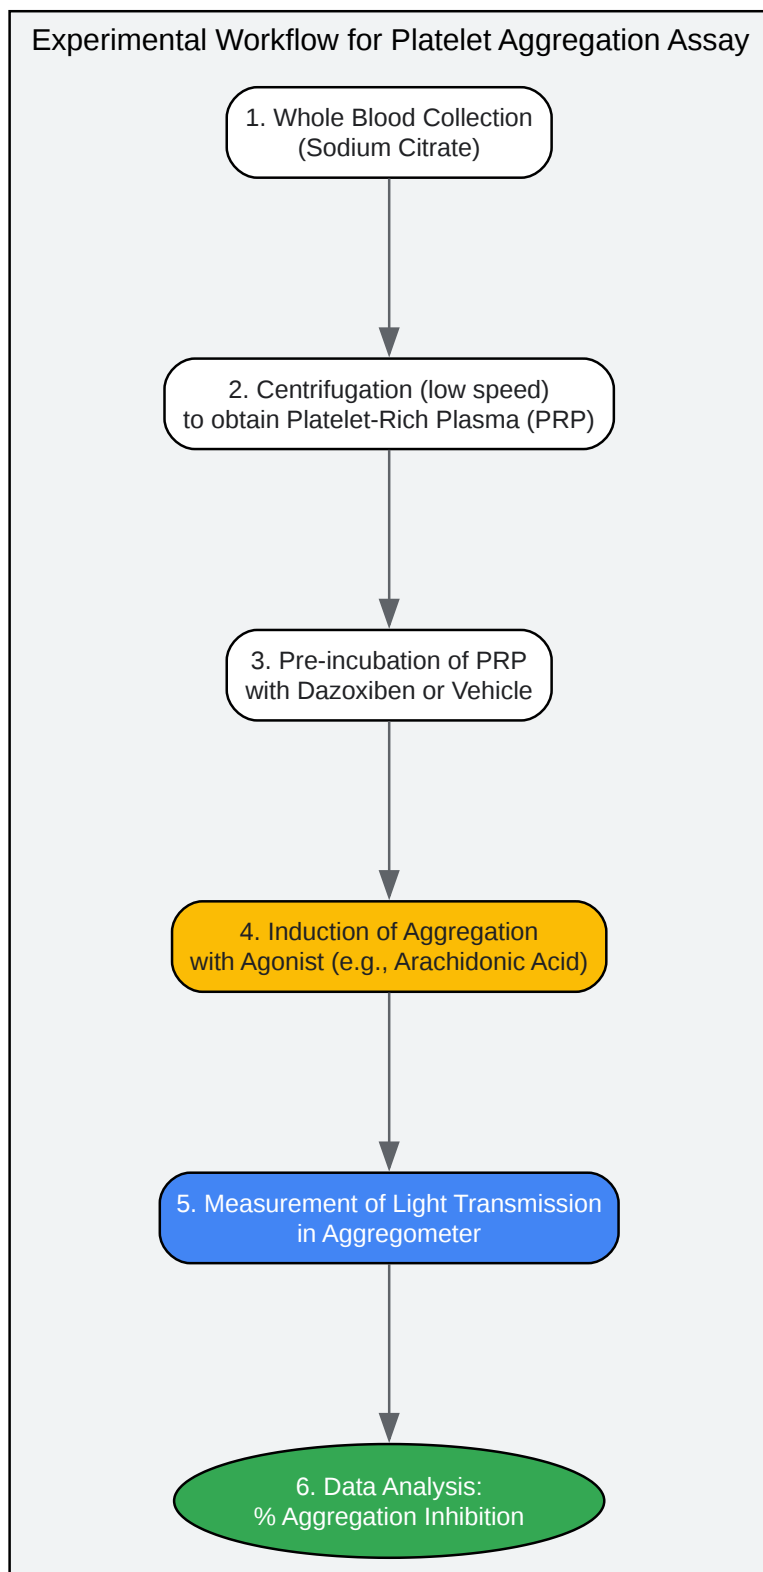 Experimental Workflow for Platelet Aggregation Assay
1. Whole Blood Collection
(Sodium Citrate)
2. Centrifugation (low speed)
to obtain Platelet-Rich Plasma (PRP)
3. Pre-incubation of PRP
with Dazoxiben or Vehicle
4. Induction of Aggregation
with Agonist (e.g., Arachidonic Acid)
5. Measurement of Light Transmission
in Aggregometer
6. Data Analysis:
% Aggregation Inhibition